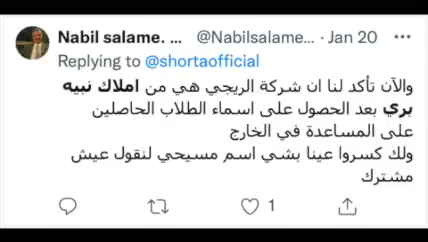 Nabil salame. ... @Nabilsalame... · Jan 20 ...
Replying to @shortaofficial
والآن تأكد لنا ان شركة الريجي هي من املاك نبيه
بري بعد الحصول على اسماء الطلاب الحاصلين
على المساعدة في الخارج
ولك كسروا عينا بشي اسم مسيحي لنقول عيش
مشترك
1